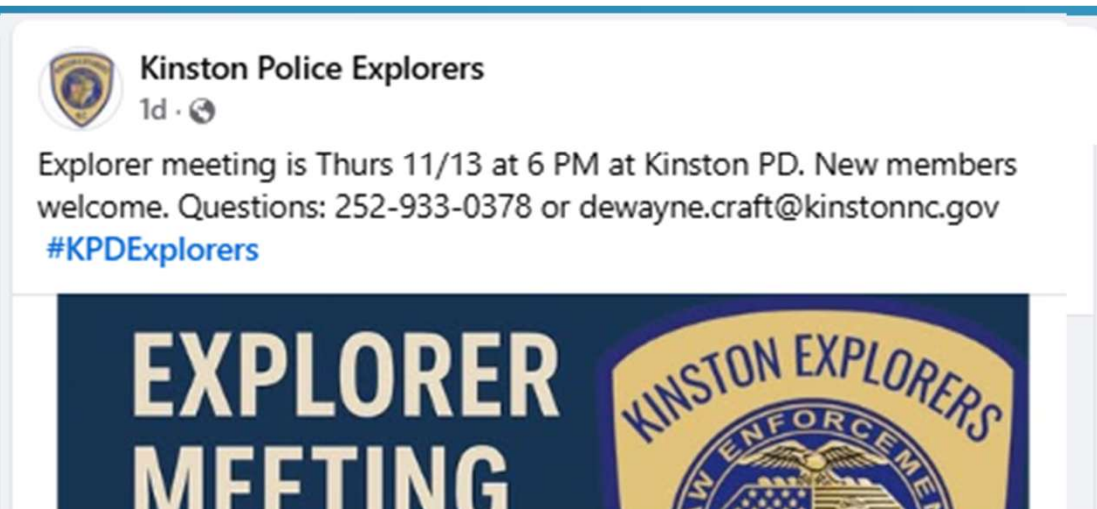 Kinston Police Explorers
1d ·
Explorer meeting is Thurs 11/13 at 6 PM at Kinston PD. New members
welcome. Questions: 252-933-0378 or dewayne.craft@kinstonnc.gov
#KPDExplorers
EXPLORER
MEETING
KINSTON EXPLORERS
ENFORCEMEN